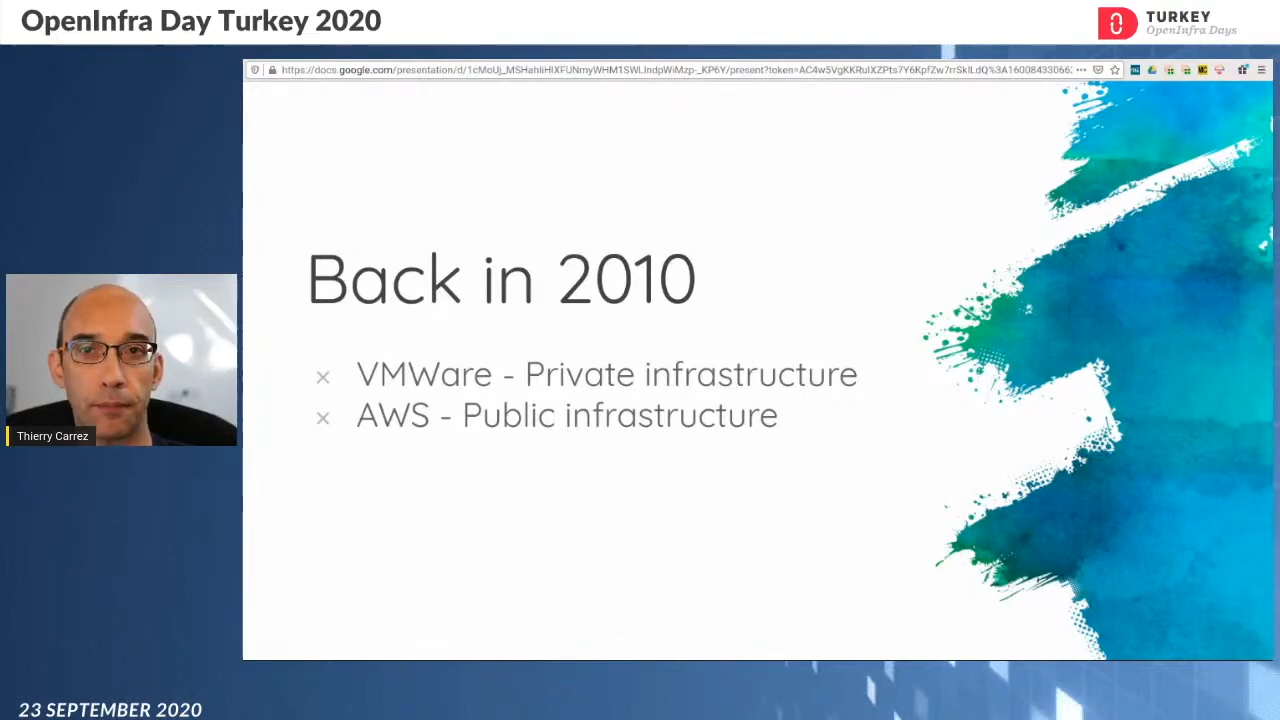 OpenInfra Day Turkey 2020
TURKEY
OpenInfra Days
Back in 2010
× VMWare - Private infrastructure
× AWS - Public infrastructure
Thierry Carrez
23 SEPTEMBER 2020